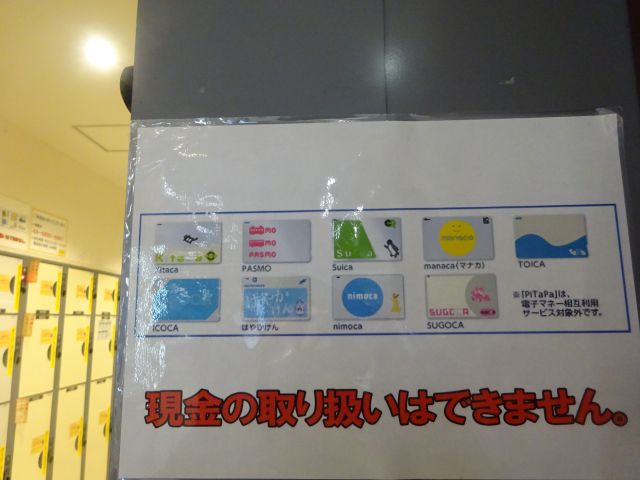 Kitaca
PASMO
Suica
manaca(マナカ)
TOICA
ICOCA
はやかけん
nimoca
SUGOCA
※「PiTaPa」は、
電子マネー相互利用
サービス対象外です。
現金の取り扱いはできません。